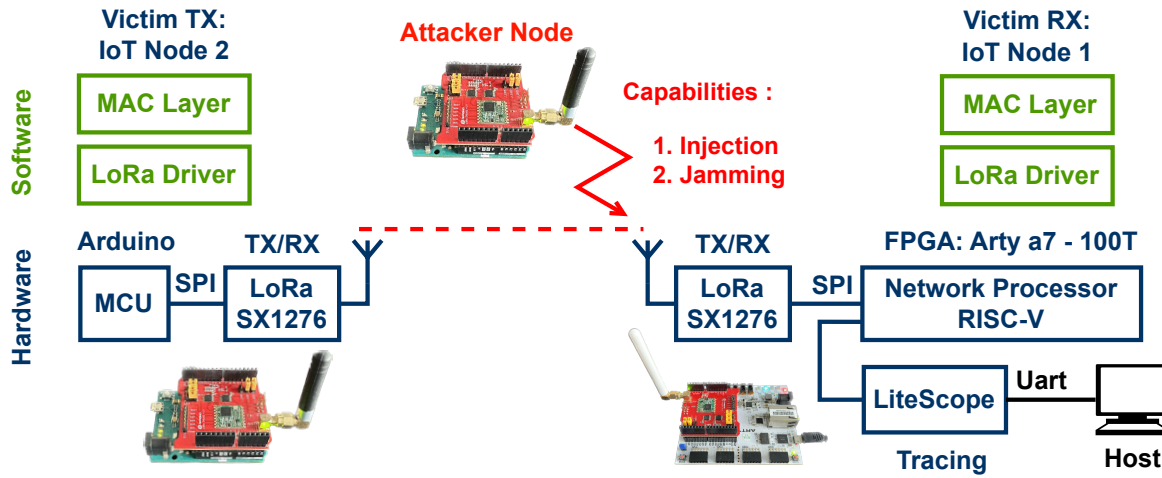 Victim TX:
IoT Node 2
Attacker Node
Victim RX:
IoT Node 1
Software
MAC Layer
LoRa Driver
Capabilities :
1. Injection
2. Jamming
MAC Layer
LoRa Driver
Hardware
Arduino
MCU
SPI
TX/RX
LoRa
SX1276
TX/RX
LoRa
SX1276
SPI
FPGA: Arty a7 - 100T
Network Processor
RISC-V
LiteScope
Uart
Tracing
Host